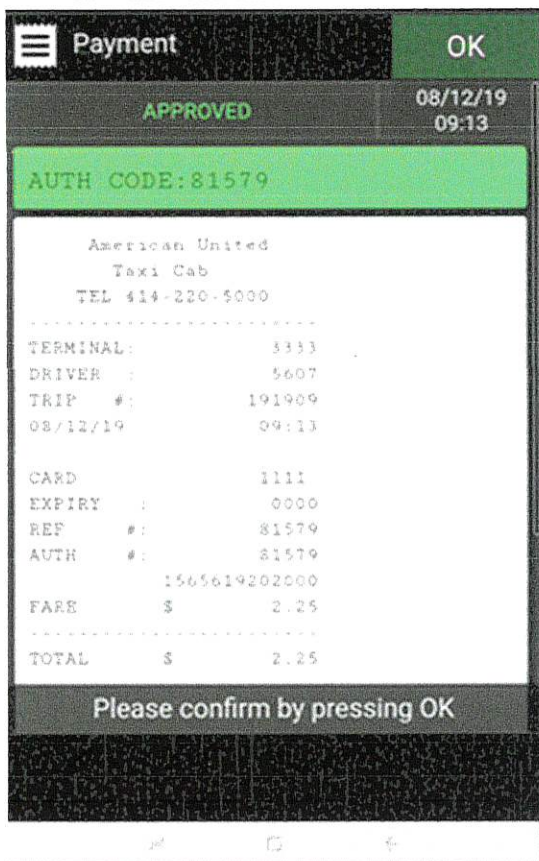 Payment
OK
APPROVED
08/12/19
09:13
AUTH CODE:81579
American United
Taxi Cab
TEL 414-220-5000
------------------------
TERMINAL: 3333
DRIVER : 5607
TRIP #: 191909
08/12/19 09:13
CARD 1111
EXPIRY : 0000
REF #: 81579
AUTH #: 81579
1565619202000
FARE $ 2.25
------------------------
TOTAL $ 2.25
Please confirm by pressing OK